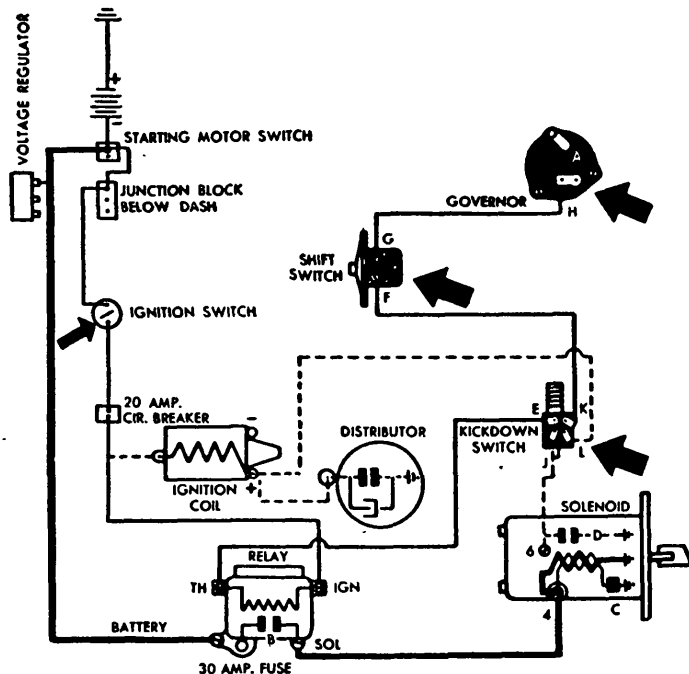 VOLTAGE REGULATOR
+
-
STARTING MOTOR SWITCH
JUNCTION BLOCK
BELOW DASH
A
GOVERNOR
H
G
SHIFT
SWITCH
F
IGNITION SWITCH
20 AMP.
CIR. BREAKER
-
IGNITION
COIL
+
DISTRIBUTOR
E
K
KICKDOWN
SWITCH
J
L
SOLENOID
6
D
4
C
RELAY
TH
IGN
BATTERY
B
SOL
30 AMP. FUSE